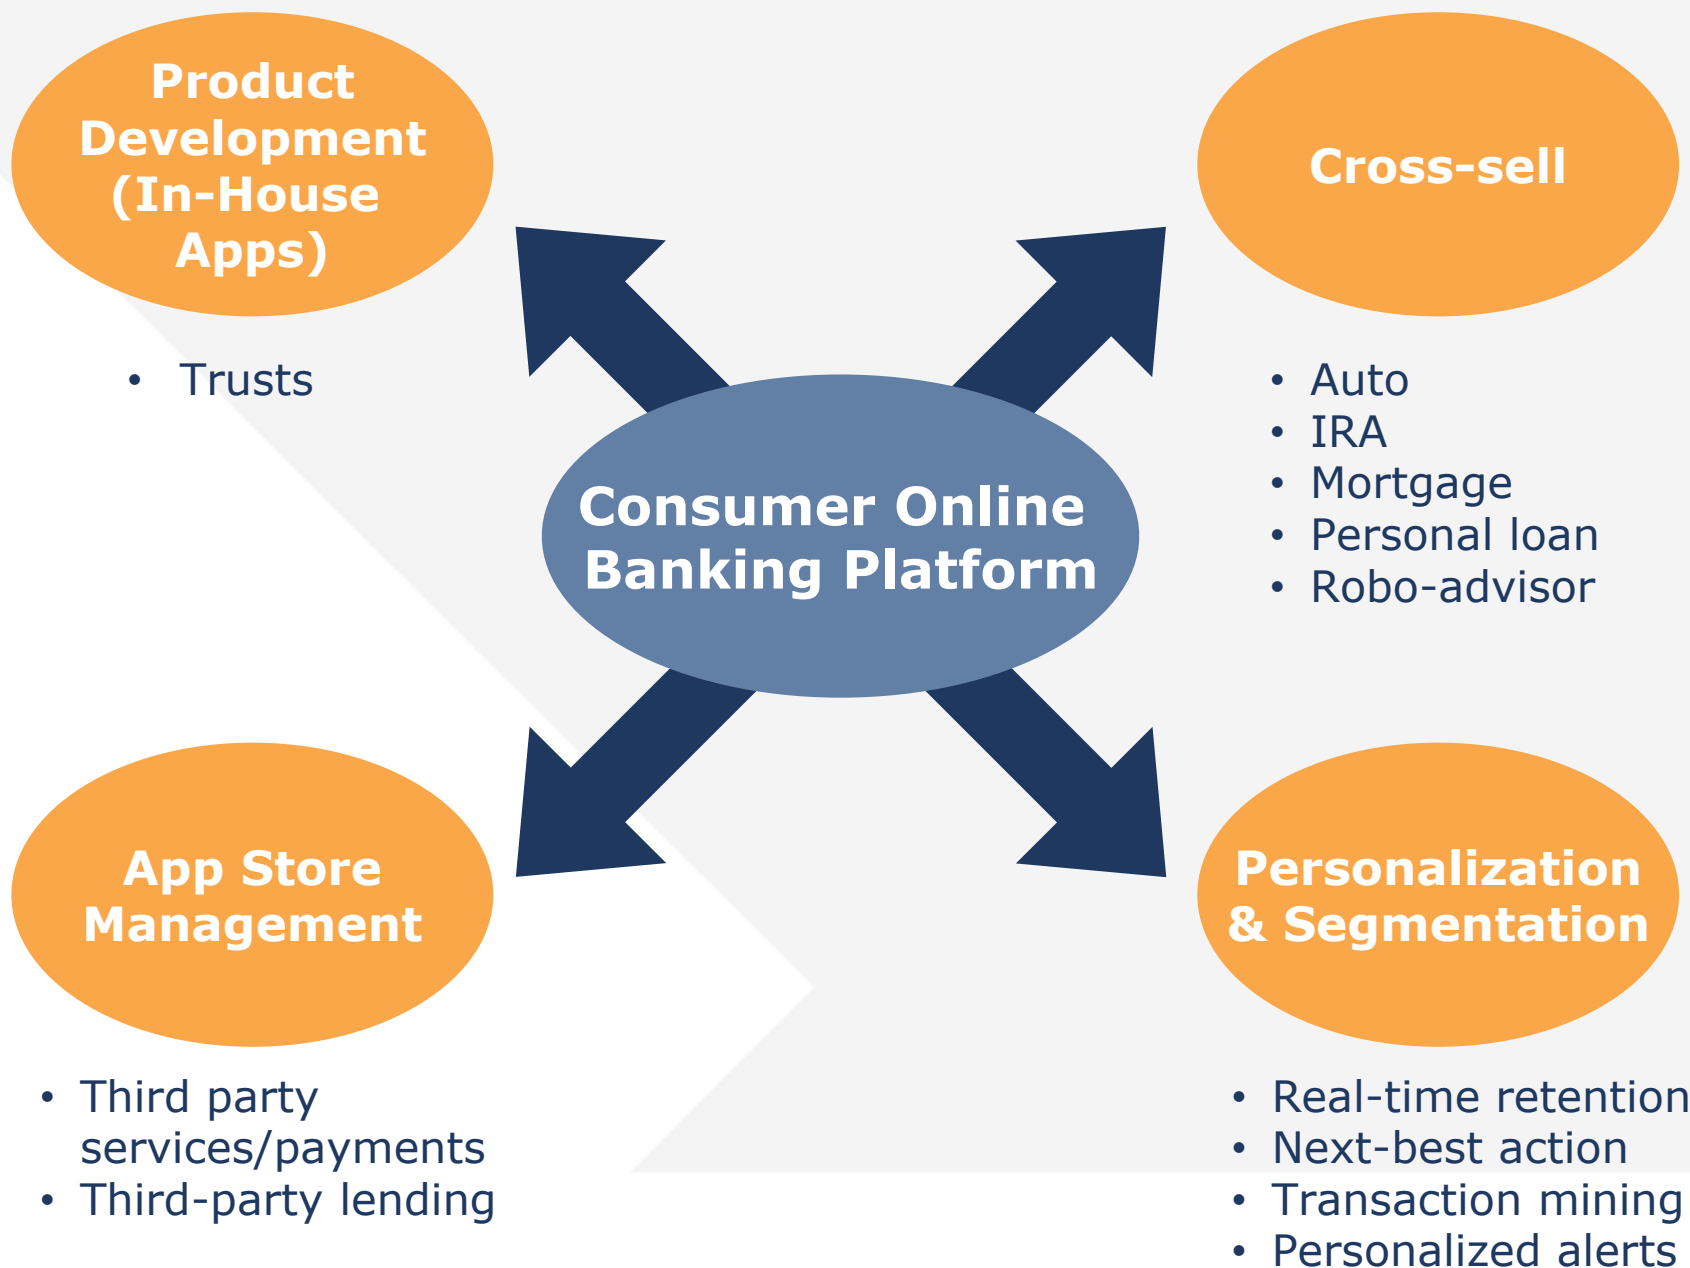 Product
Development
(In-House
Apps)
• Trusts
Cross-sell
• Auto
• IRA
• Mortgage
• Personal loan
• Robo-advisor
Consumer Online
Banking Platform
App Store
Management
• Third party
services/payments
• Third-party lending
Personalization
& Segmentation
• Real-time retention
• Next-best action
• Transaction mining
• Personalized alerts